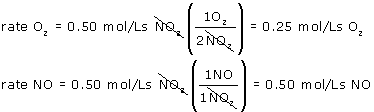 rate O₂ = 0.50 mol/Ls NO₂ (1O₂ / 2NO₂) = 0.25 mol/Ls O₂
rate NO = 0.50 mol/Ls NO₂ (1NO / 1NO₂) = 0.50 mol/Ls NO